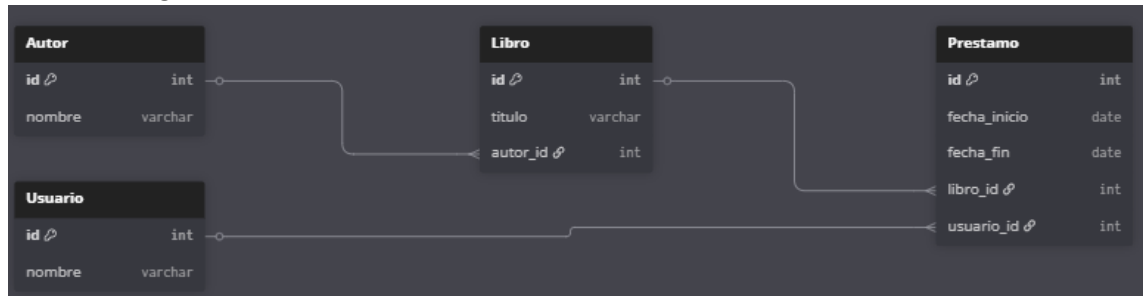 Autor
id int
nombre varchar
Usuario
id int
nombre varchar
Libro
id int
titulo varchar
autor_id int
Prestamo
id int
fecha_inicio date
fecha_fin date
libro_id int
usuario_id int